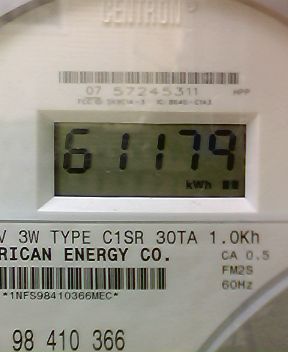 CENTRON®
07 57245311 HPP
61179
kWh
V 3W TYPE C1SR 30TA 1.0Kh
RICAN ENERGY CO. CA 0.5
FM2S
*1NFS98410366MEC* 60Hz
98 410 366